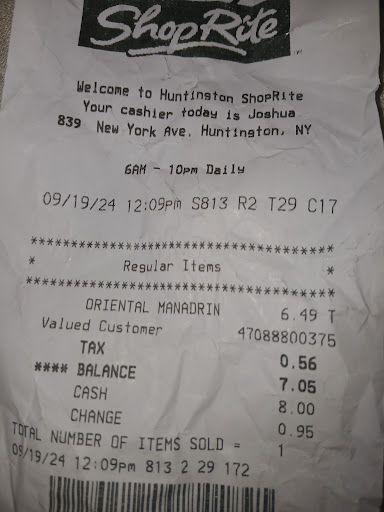 ShopRite
Welcome to Huntington ShopRite
Your cashier today is Joshua
839 New York Ave. Huntington, NY
6AM - 10pm Daily
09/19/24 12:09pm S813 R2 T29 C17
**************************************
* Regular Items *
**************************************
ORIENTAL MANADRIN 6.49 T
Valued Customer 47088800375
TAX 0.56
**** BALANCE 7.05
CASH 8.00
CHANGE 0.95
TOTAL NUMBER OF ITEMS SOLD = 1
09/19/24 12:09pm 813 2 29 172